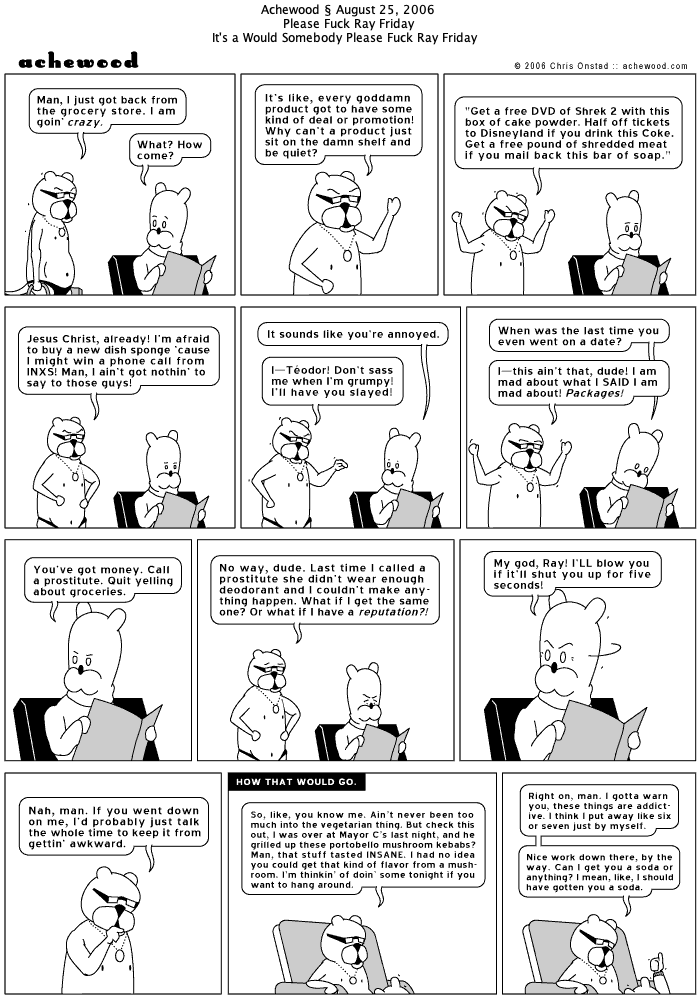 Achewood § August 25, 2006
Please Fuck Ray Friday
It's a Would Somebody Please Fuck Ray Friday
achewood
© 2006 Chris Onstad :: achewood.com
Man, I just got back from
the grocery store. I am
goin' crazy.
What? How
come?
It's like, every goddamn
product got to have some
kind of deal or promotion!
Why can't a product just
sit on the damn shelf and
be quiet?
"Get a free DVD of Shrek 2 with this
box of cake powder. Half off tickets
to Disneyland if you drink this Coke.
Get a free pound of shredded meat
if you mail back this bar of soap."
Jesus Christ, already! I'm afraid
to buy a new dish sponge 'cause
I might win a phone call from
INXS! Man, I ain't got nothin' to
say to those guys!
It sounds like you're annoyed.
I—Téodor! Don't sass
me when I'm grumpy!
I'll have you slayed!
When was the last time you
even went on a date?
I—this ain't that, dude! I am
mad about what I SAID I am
mad about! Packages!
You've got money. Call
a prostitute. Quit yelling
about groceries.
No way, dude. Last time I called a
prostitute she didn't wear enough
deodorant and I couldn't make any-
thing happen. What if I get the same
one? Or what if I have a reputation?!
My god, Ray! I'LL blow you
if it'll shut you up for five
seconds!
Nah, man. If you went down
on me, I'd probably just talk
the whole time to keep it from
gettin' awkward.
HOW THAT WOULD GO.
So, like, you know me. Ain't never been too
much into the vegetarian thing. But check this
out, I was over at Mayor C's last night, and he
grilled up these portobello mushroom kebabs?
Man, that stuff tasted INSANE. I had no idea
you could get that kind of flavor from a mush-
room. I'm thinkin' of doin' some tonight if you
want to hang around.
Right on, man. I gotta warn
you, these things are addict-
ive. I think I put away like six
or seven just by myself.
Nice work down there, by the
way. Can I get you a soda or
anything? I mean, like, I should
have gotten you a soda.